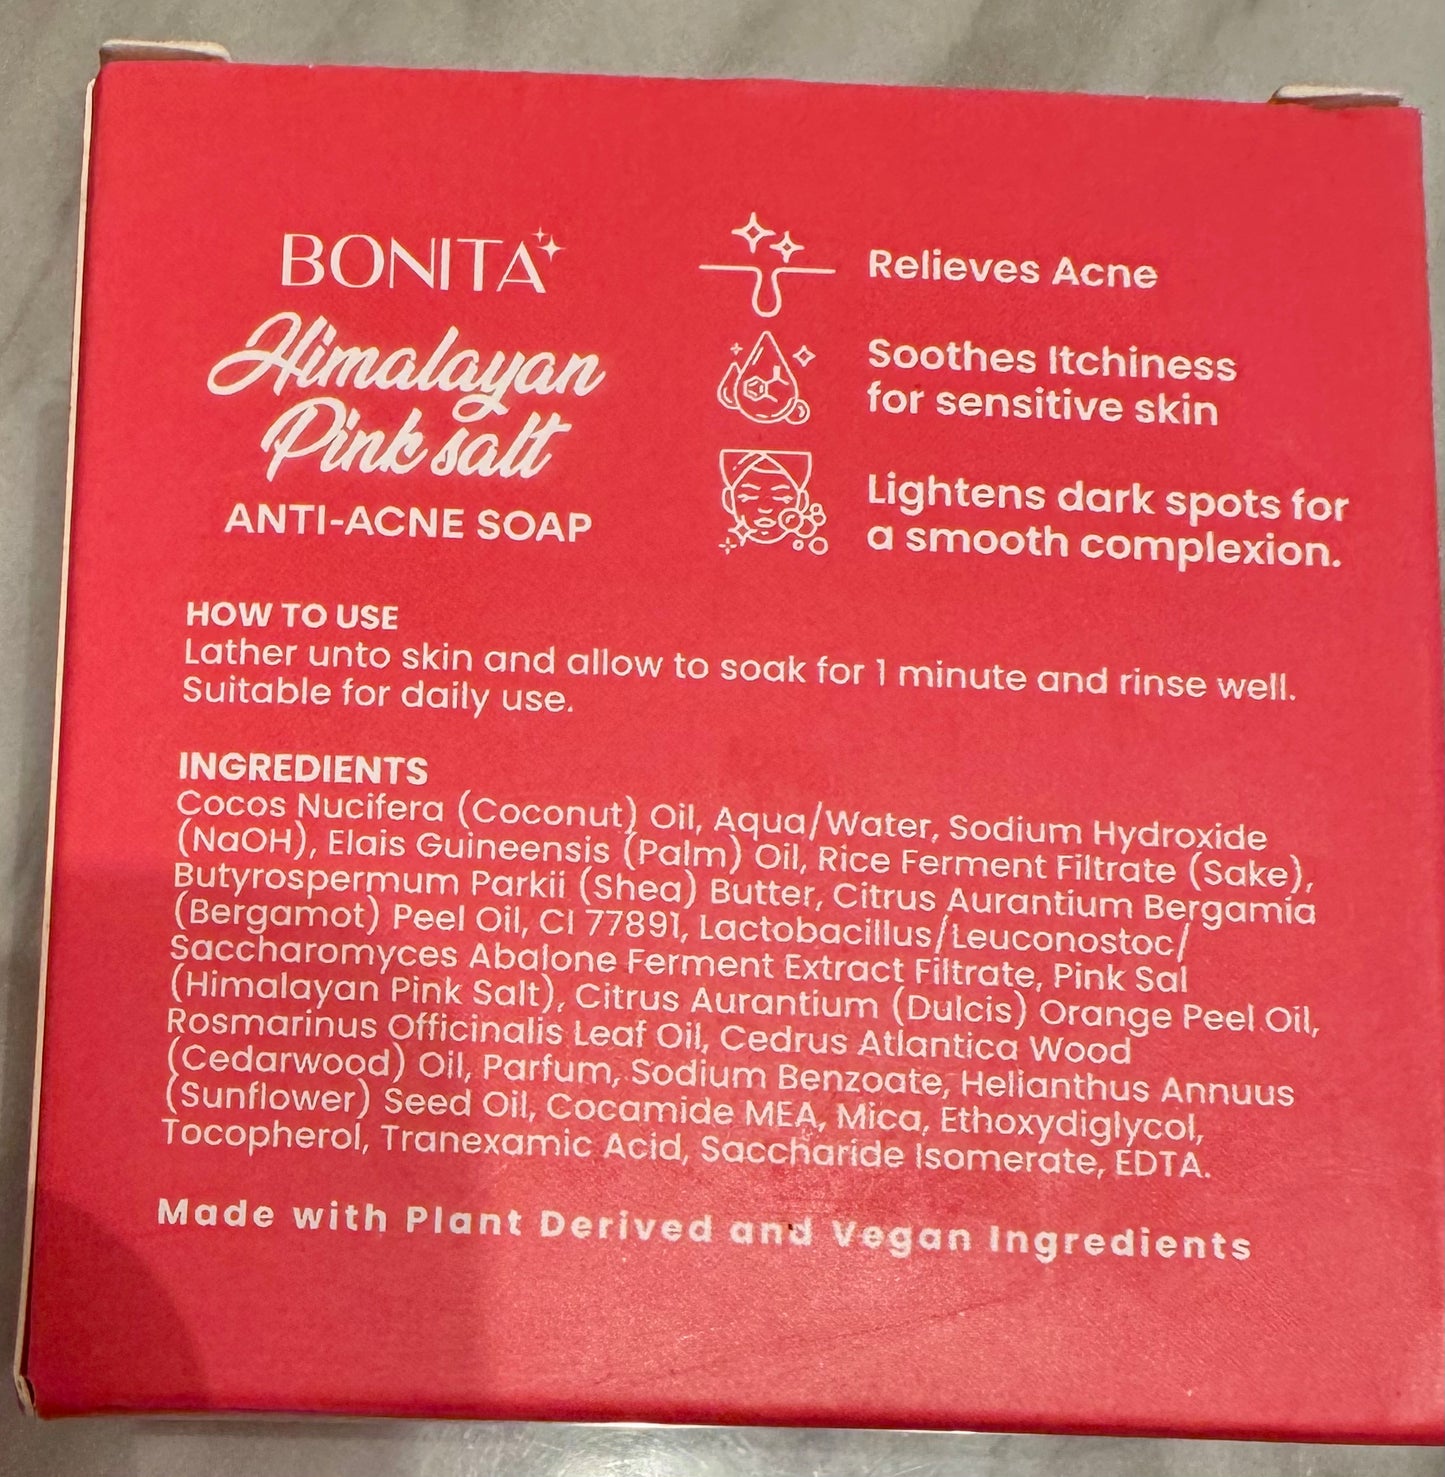 BONITA
Himalayan
Pink salt
ANTI-ACNE SOAP
Relieves Acne
Soothes Itchiness
for sensitive skin
Lightens dark spots for
a smooth complexion.
HOW TO USE
Lather unto skin and allow to soak for 1 minute and rinse well.
Suitable for daily use.
INGREDIENTS
Cocos Nucifera (Coconut) Oil, Aqua/Water, Sodium Hydroxide
(NaOH), Elais Guineensis (Palm) Oil, Rice Ferment Filtrate (Sake),
Butyrospermum Parkii (Shea) Butter, Citrus Aurantium Bergamia
(Bergamot) Peel Oil, CI 77891, Lactobacillus/Leuconostoc/
Saccharomyces Abalone Ferment Extract Filtrate, Pink Sal
(Himalayan Pink Salt), Citrus Aurantium (Dulcis) Orange Peel Oil,
Rosmarinus Officinalis Leaf Oil, Cedrus Atlantica Wood
(Cedarwood) Oil, Parfum, Sodium Benzoate, Helianthus Annuus
(Sunflower) Seed Oil, Cocamide MEA, Mica, Ethoxydiglycol,
Tocopherol, Tranexamic Acid, Saccharide Isomerate, EDTA.
Made with Plant Derived and Vegan Ingredients